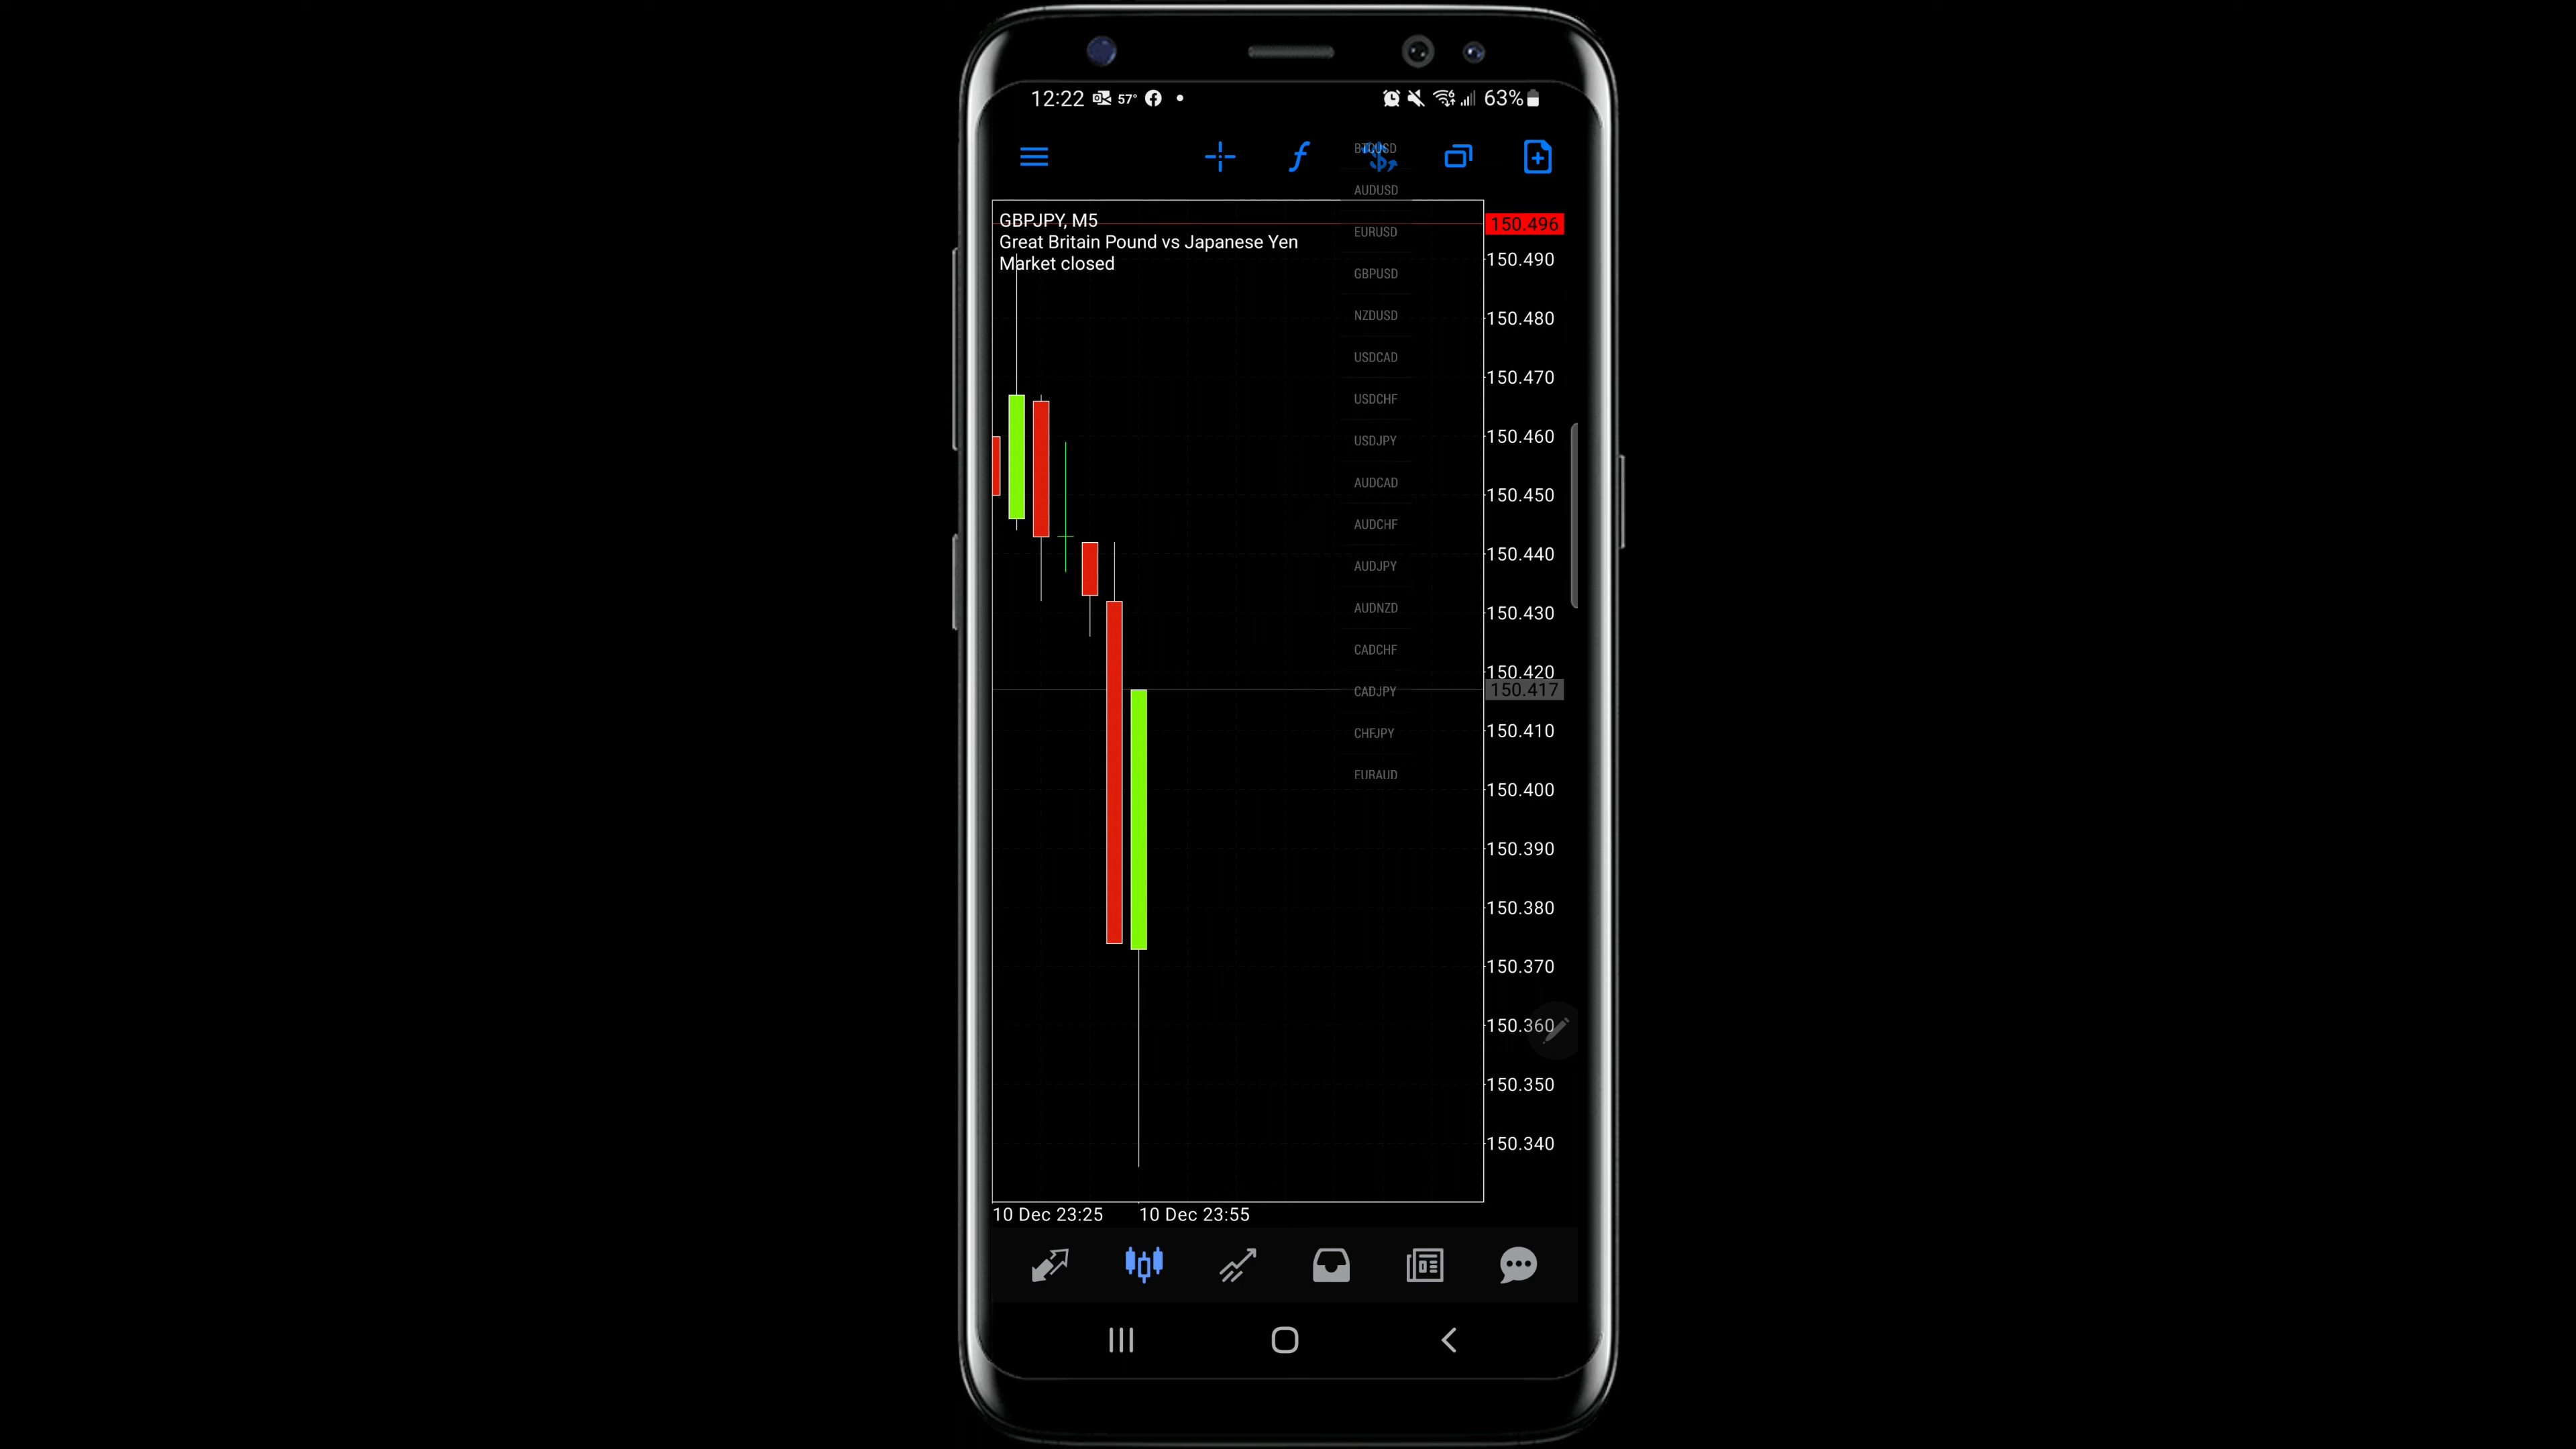 12:22 57° 63%
BTCUSD
AUDUSD
EURUSD
GBPUSD
NZDUSD
USDCAD
USDCHF
USDJPY
AUDCAD
AUDCHF
AUDJPY
AUDNZD
CADCHF
CADJPY
CHFJPY
EURAUD
GBPJPY, M5
Great Britain Pound vs Japanese Yen
Market closed
150.496
150.490
150.480
150.470
150.460
150.450
150.440
150.430
150.420
150.417
150.410
150.400
150.390
150.380
150.370
150.360
150.350
150.340
10 Dec 23:25 10 Dec 23:55